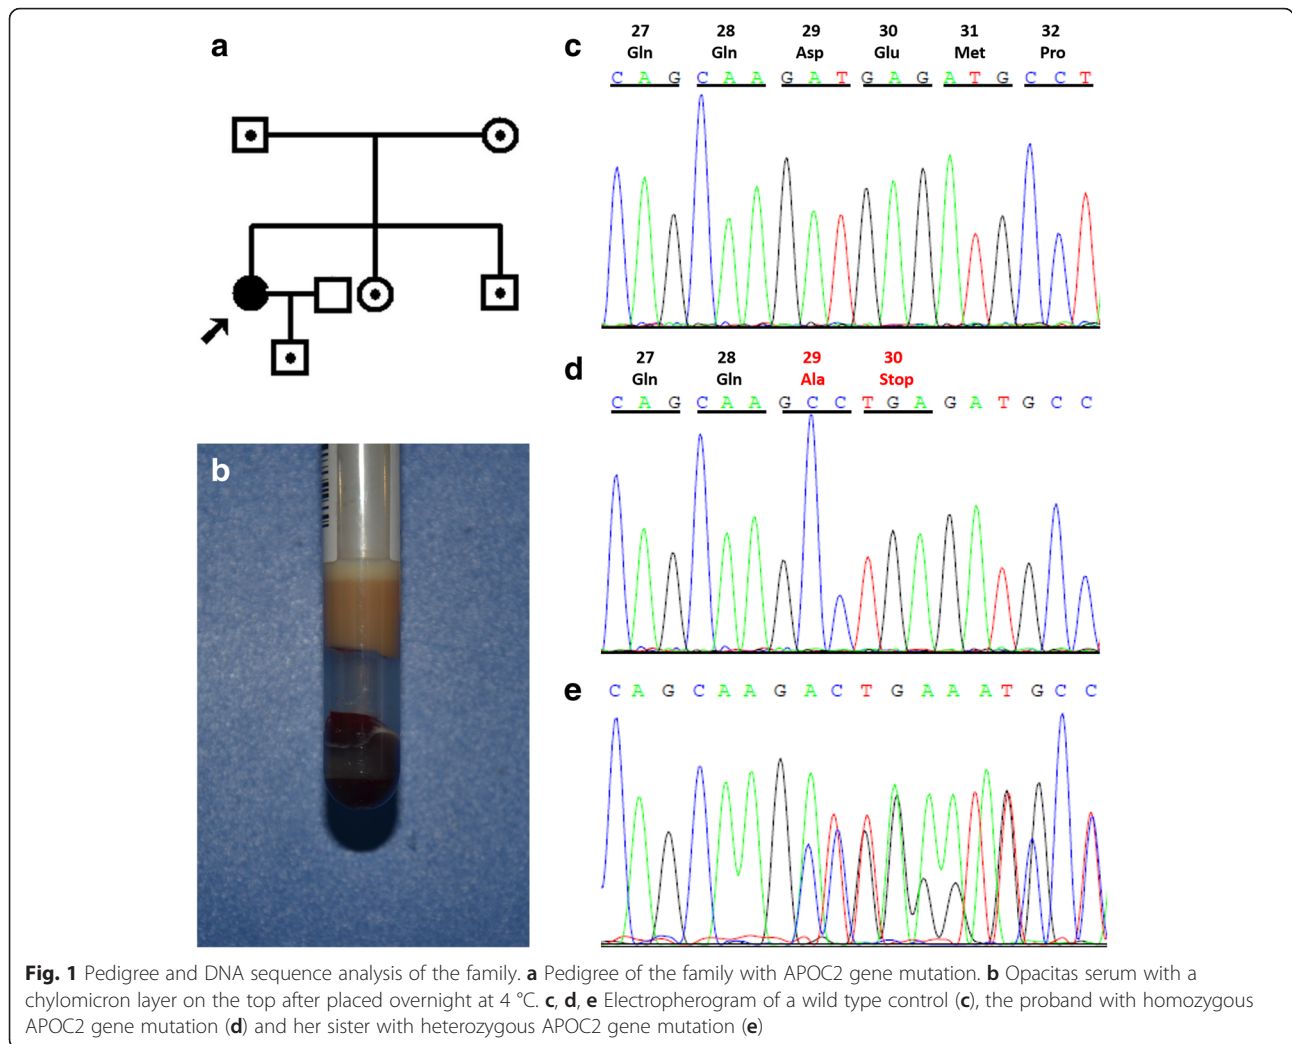 a
b
c
27 28 29 30 31 32
Gln Gln Asp Glu Met Pro
C A G C A A G A T G A G A T G C C T
d
27 28 29 30
Gln Gln Ala Stop
C A G C A A G C C T G A G A T G C C
e
C A G C A A G A C T G A A A T G C C
Fig. 1 Pedigree and DNA sequence analysis of the family. a Pedigree of the family with APOC2 gene mutation. b Opacitas serum with a
chylomicron layer on the top after placed overnight at 4 °C. c, d, e Electropherogram of a wild type control (c), the proband with homozygous
APOC2 gene mutation (d) and her sister with heterozygous APOC2 gene mutation (e)